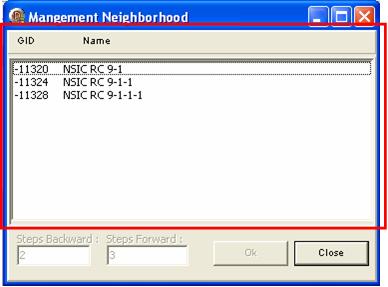 Mangement Neighborhood
GID Name
-11320 NSIC RC 9-1
-11324 NSIC RC 9-1-1
-11328 NSIC RC 9-1-1-1
Steps Backward : Steps Forward :
2 3 Ok Close